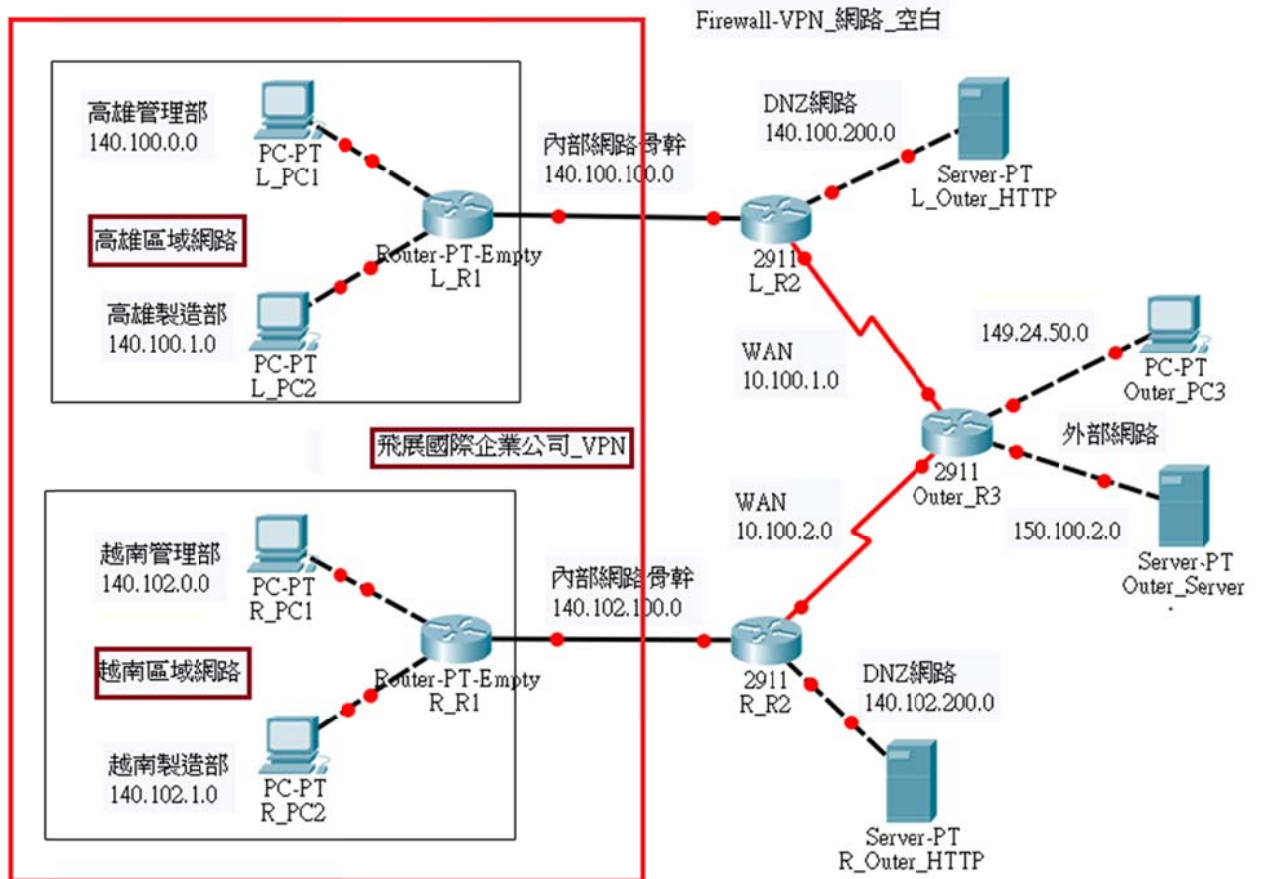 Firewall-VPN_網路_空白
高雄管理部
140.100.0.0
PC-PT
L_PC1
高雄區域網路
高雄製造部
140.100.1.0
PC-PT
L_PC2
Router-PT-Empty
L_R1
內部網路骨幹
140.100.100.0
DNZ網路
140.100.200.0
Server-PT
L_Outer_HTTP
2911
L_R2
WAN
10.100.1.0
149.24.50.0
PC-PT
Outer_PC3
外部網路
2911
Outer_R3
150.100.2.0
Server-PT
Outer_Server
飛展國際企業公司_VPN
WAN
10.100.2.0
越南管理部
140.102.0.0
PC-PT
R_PC1
越南區域網路
越南製造部
140.102.1.0
PC-PT
R_PC2
Router-PT-Empty
R_R1
內部網路骨幹
140.102.100.0
2911
R_R2
DNZ網路
140.102.200.0
Server-PT
R_Outer_HTTP